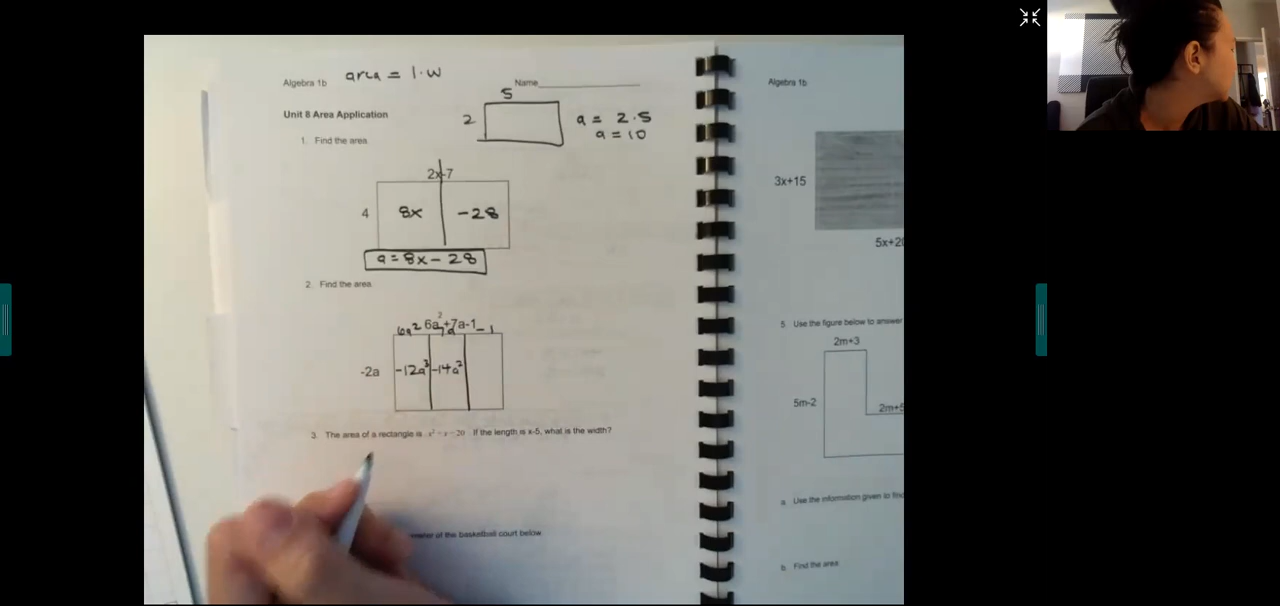 Algebra 1b
area = l·w
Name
Unit 8 Area Application
5
2
a = 2·5
a = 10
1. Find the area.
2x-7
4
8x
-28
a = 8x - 28
2. Find the area.
6a²+7a-1
6a²
7a
-1
-2a
-12a³
-14a²
3. The area of a rectangle is x² - x - 20. If the length is x-5, what is the width?
of the basketball court below.
Algebra 1b
3x+15
5x+20
5. Use the figure below to answer
2m+3
5m-2
2m+5
a. Use the information given to find
b. Find the area